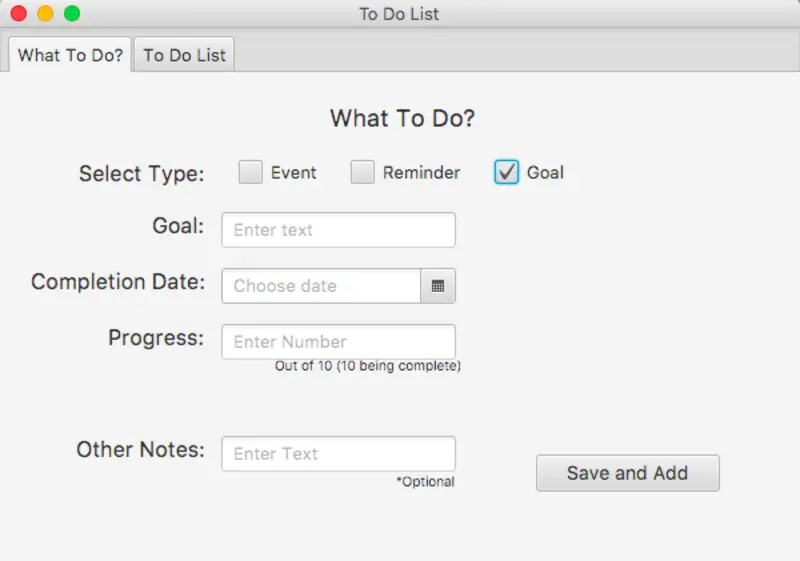 To Do List
What To Do? To Do List
What To Do?
Select Type: Event Reminder Goal
Goal: Enter text
Completion Date: Choose date
Progress: Enter Number
Out of 10 (10 being complete)
Other Notes: Enter Text
*Optional
Save and Add